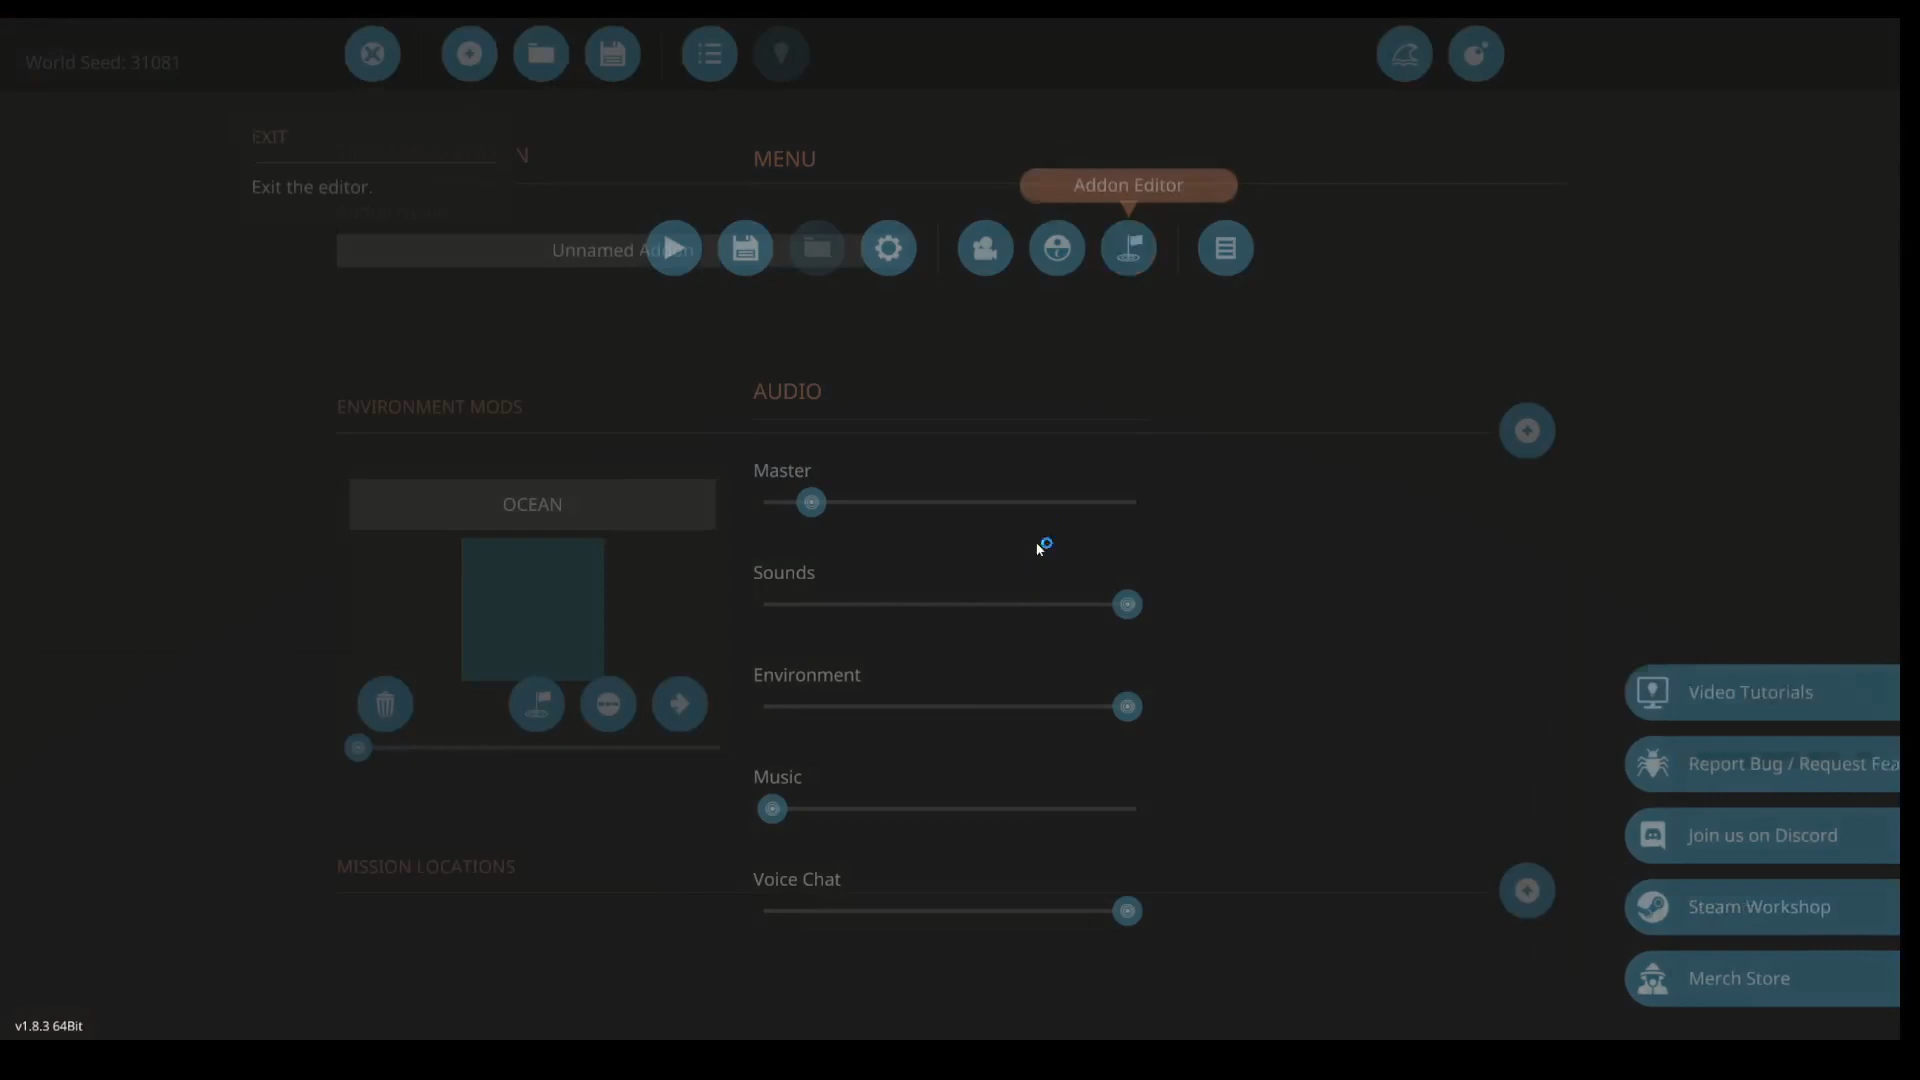 World Seed: 31081
EXIT
N
MENU
Exit the editor.
Addon Editor
Unnamed Addon
ENVIRONMENT MODS
AUDIO
Master
OCEAN
Sounds
Environment
Video Tutorials
Report Bug / Request Fea
Music
Join us on Discord
MISSION LOCATIONS
Voice Chat
Steam Workshop
Merch Store
v1.8.3 64Bit